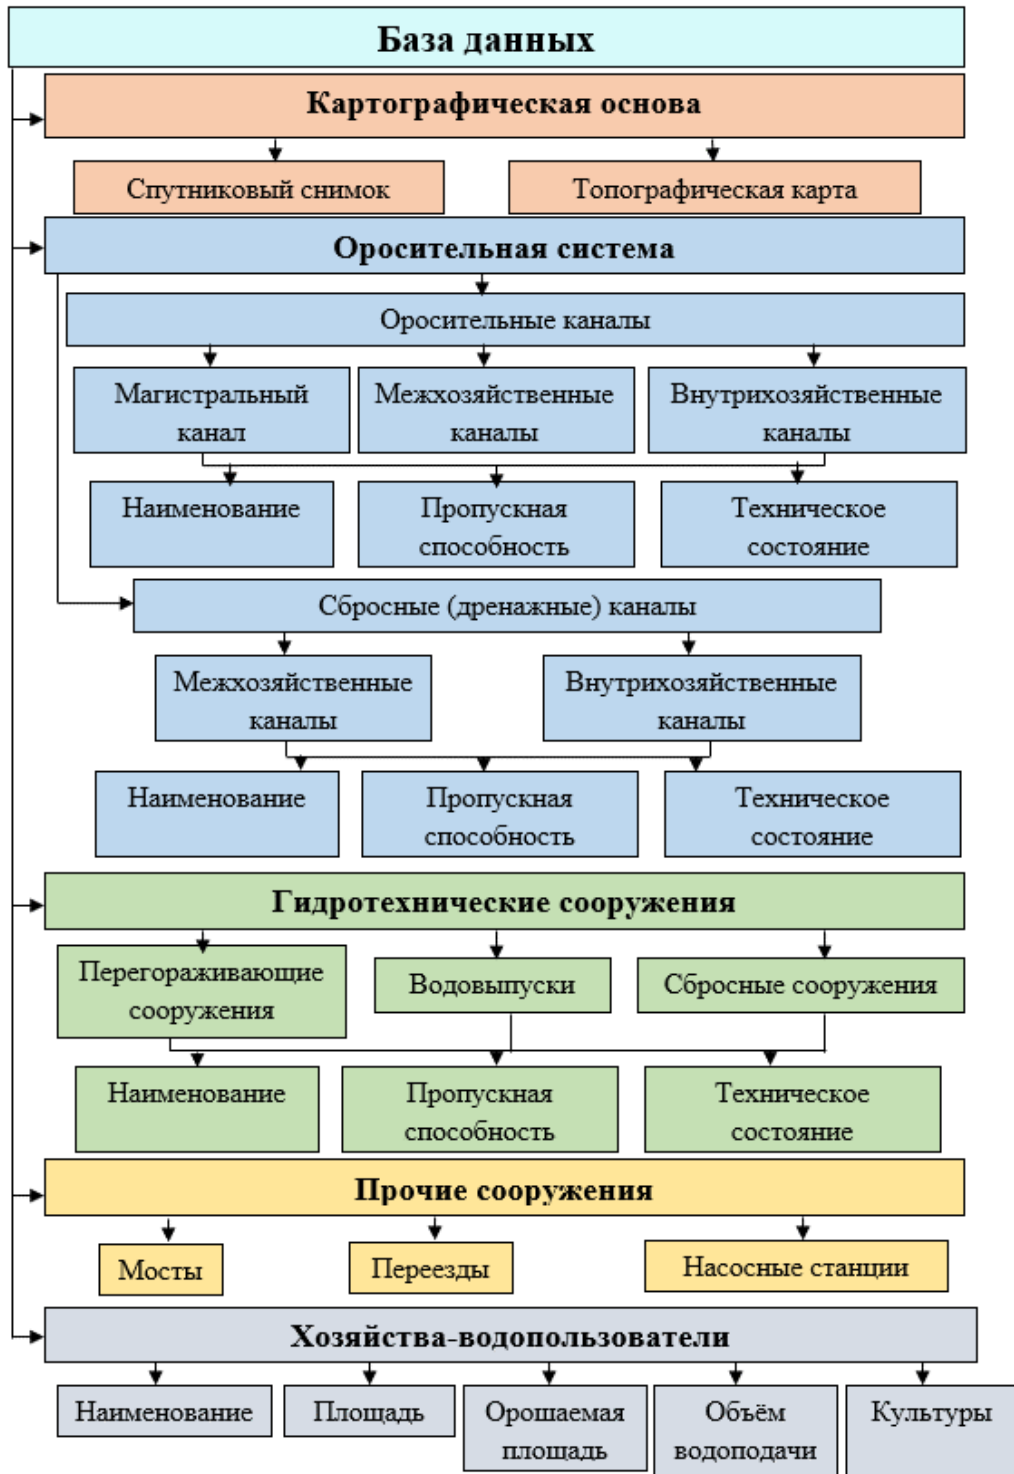 База данных
Картографическая основа
Спутниковый снимок
Топографическая карта
Оросительная система
Оросительные каналы
Магистральный
канал
Межхозяйственные
каналы
Внутрихозяйственные
каналы
Наименование
Пропускная
способность
Техническое
состояние
Сбросные (дренажные) каналы
Межхозяйственные
каналы
Внутрихозяйственные
каналы
Наименование
Пропускная
способность
Техническое
состояние
Гидротехнические сооружения
Перегораживающие
сооружения
Водовыпуски
Сбросные сооружения
Наименование
Пропускная
способность
Техническое
состояние
Прочие сооружения
Мосты
Переезды
Насосные станции
Хозяйства-водопользователи
Наименование
Площадь
Орошаемая
площадь
Объём
водоподачи
Культуры